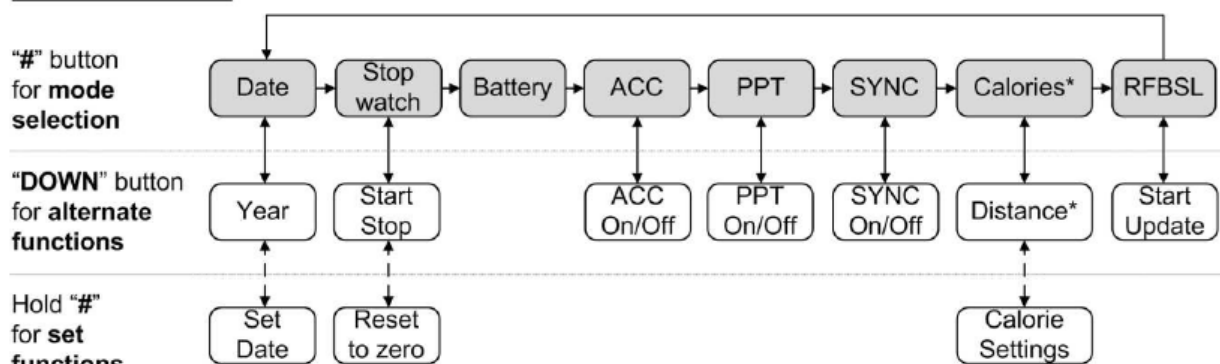 “#” button
for mode
selection
Date
Stop
watch
Battery
ACC
PPT
SYNC
Calories*
RFBSL
“DOWN” button
for alternate
functions
Year
Start
Stop
ACC
On/Off
PPT
On/Off
SYNC
On/Off
Distance*
Start
Update
Hold “#”
for set
functions
Set
Date
Reset
to zero
Calorie
Settings